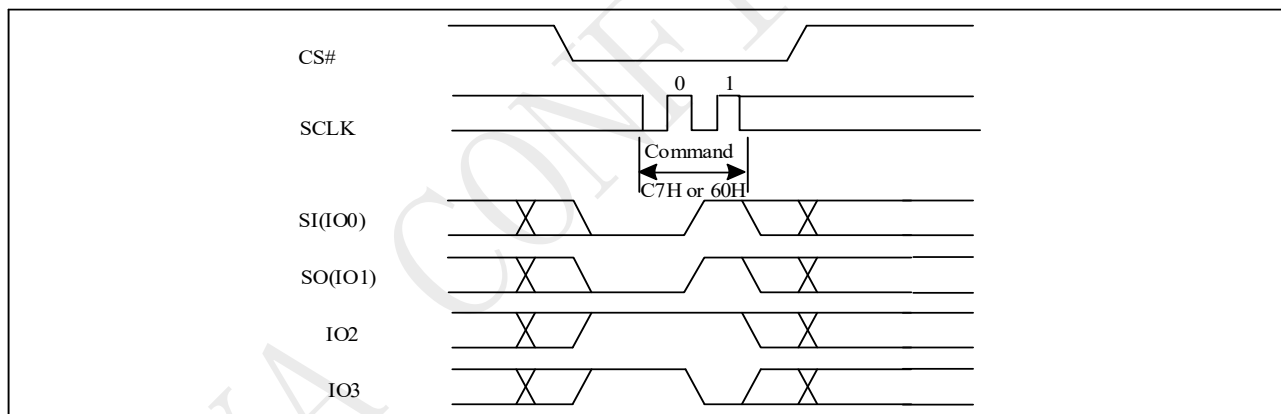 CS#
0 1
SCLK
Command
C7H or 60H
SI(IO0)
SO(IO1)
IO2
IO3